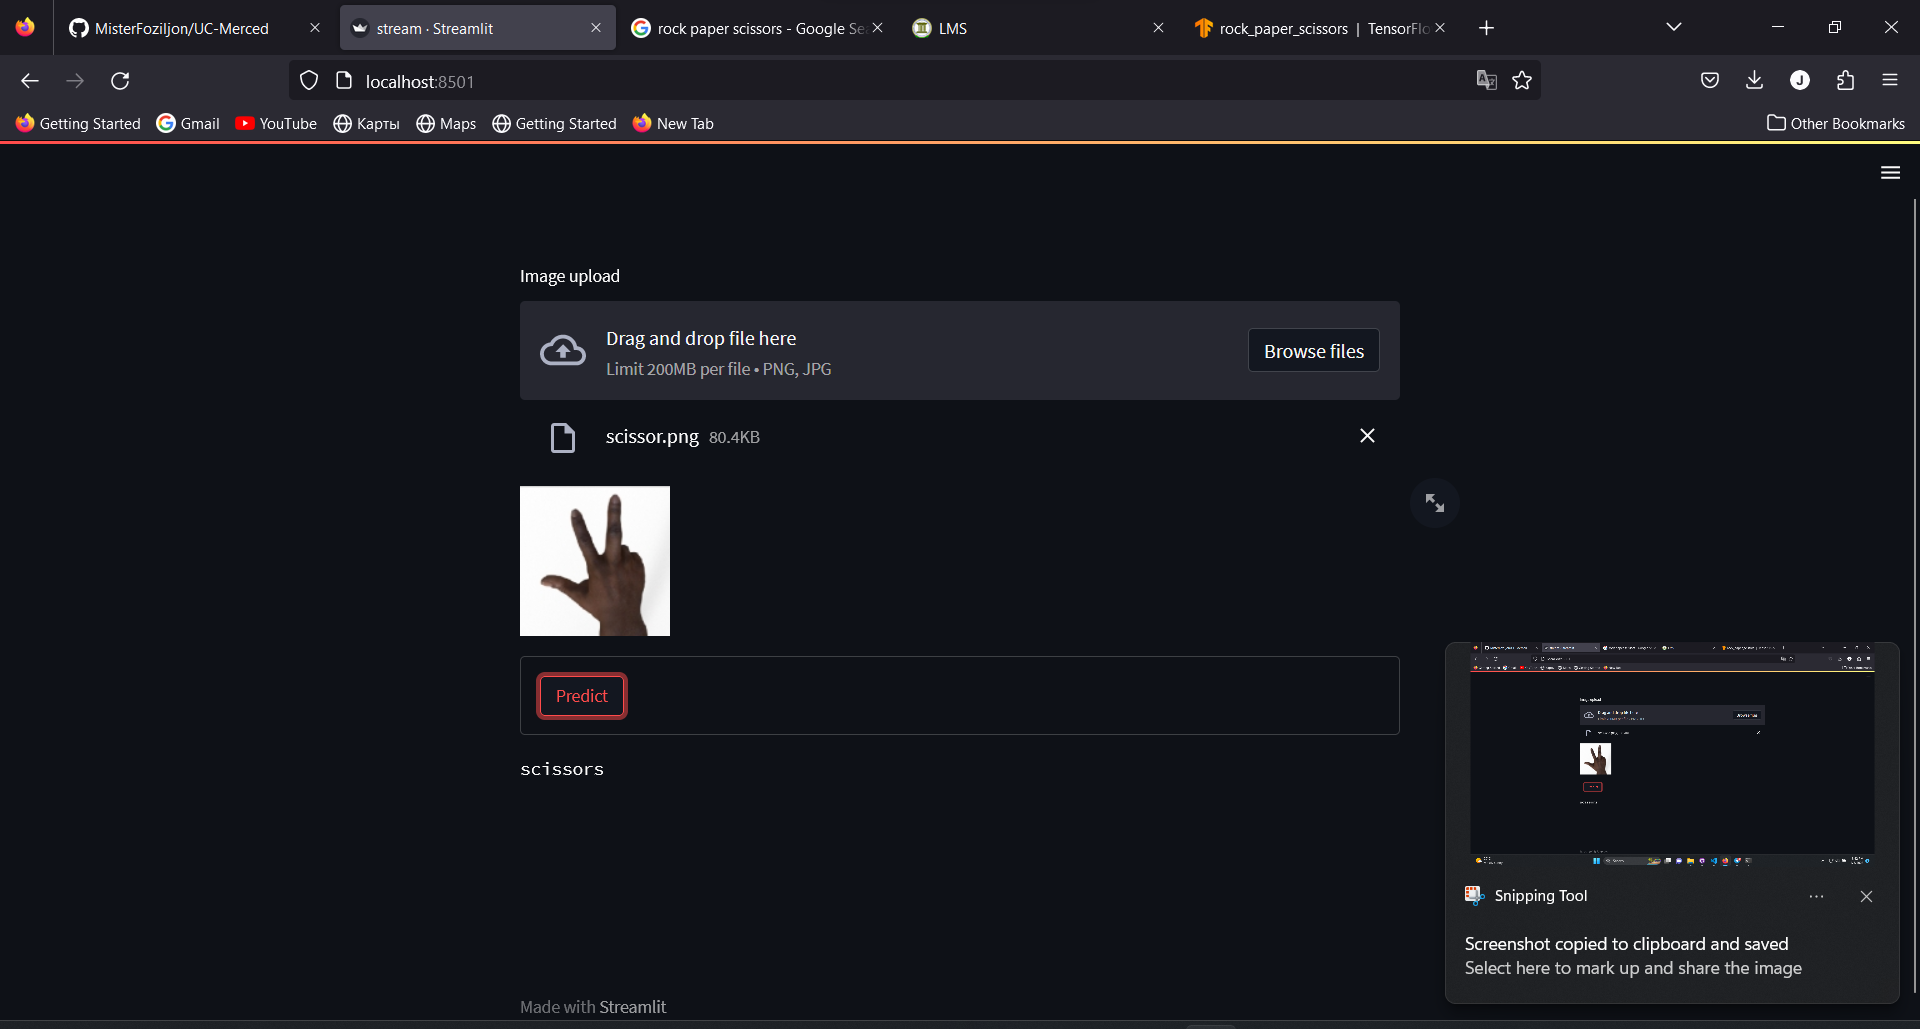 MisterFoziljon/UC-Merced
stream · Streamlit
rock paper scissors - Google Se
LMS
rock_paper_scissors | TensorFlo
localhost:8501
J
Getting Started
Gmail
YouTube
Карты
Maps
Getting Started
New Tab
Other Bookmarks
Image upload
Drag and drop file here
Limit 200MB per file • PNG, JPG
Browse files
scissor.png 80.4KB
Predict
scissors
Made with Streamlit
Snipping Tool
Screenshot copied to clipboard and saved
Select here to mark up and share the image